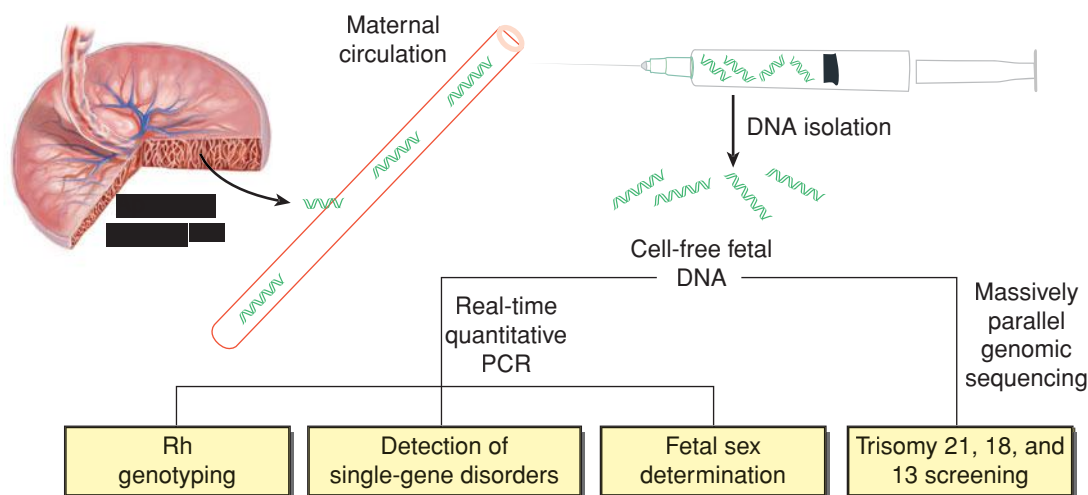 Maternal
circulation
DNA isolation
Cell-free fetal
DNA
Real-time
quantitative
PCR
Massively
parallel
genomic
sequencing
Rh
genotyping
Detection of
single-gene disorders
Fetal sex
determination
Trisomy 21, 18, and
13 screening